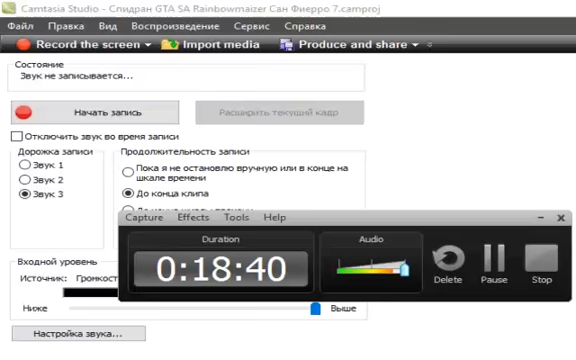 Camtasia Studio - Спидран GTA SA Rainbowmaizer Сан Фиерро 7.camproj
Файл Правка Вид Воспроизведение Сервис Справка
Record the screen Import media Produce and share
Состояние
Звук не записывается...
Начать запись Расширить текущий кадр
Отключить звук во время записи
Дорожка записи Продолжительность записи
Звук 1 Пока я не остановлю вручную или в конце на
шкале времени
Звук 2
Звук 3 До конца клипа
Capture Effects Tools Help
Duration Audio
0:18:40
Delete Pause Stop
Входной уровень
Источник: Громкост
Ниже Выше
Настройка звука...